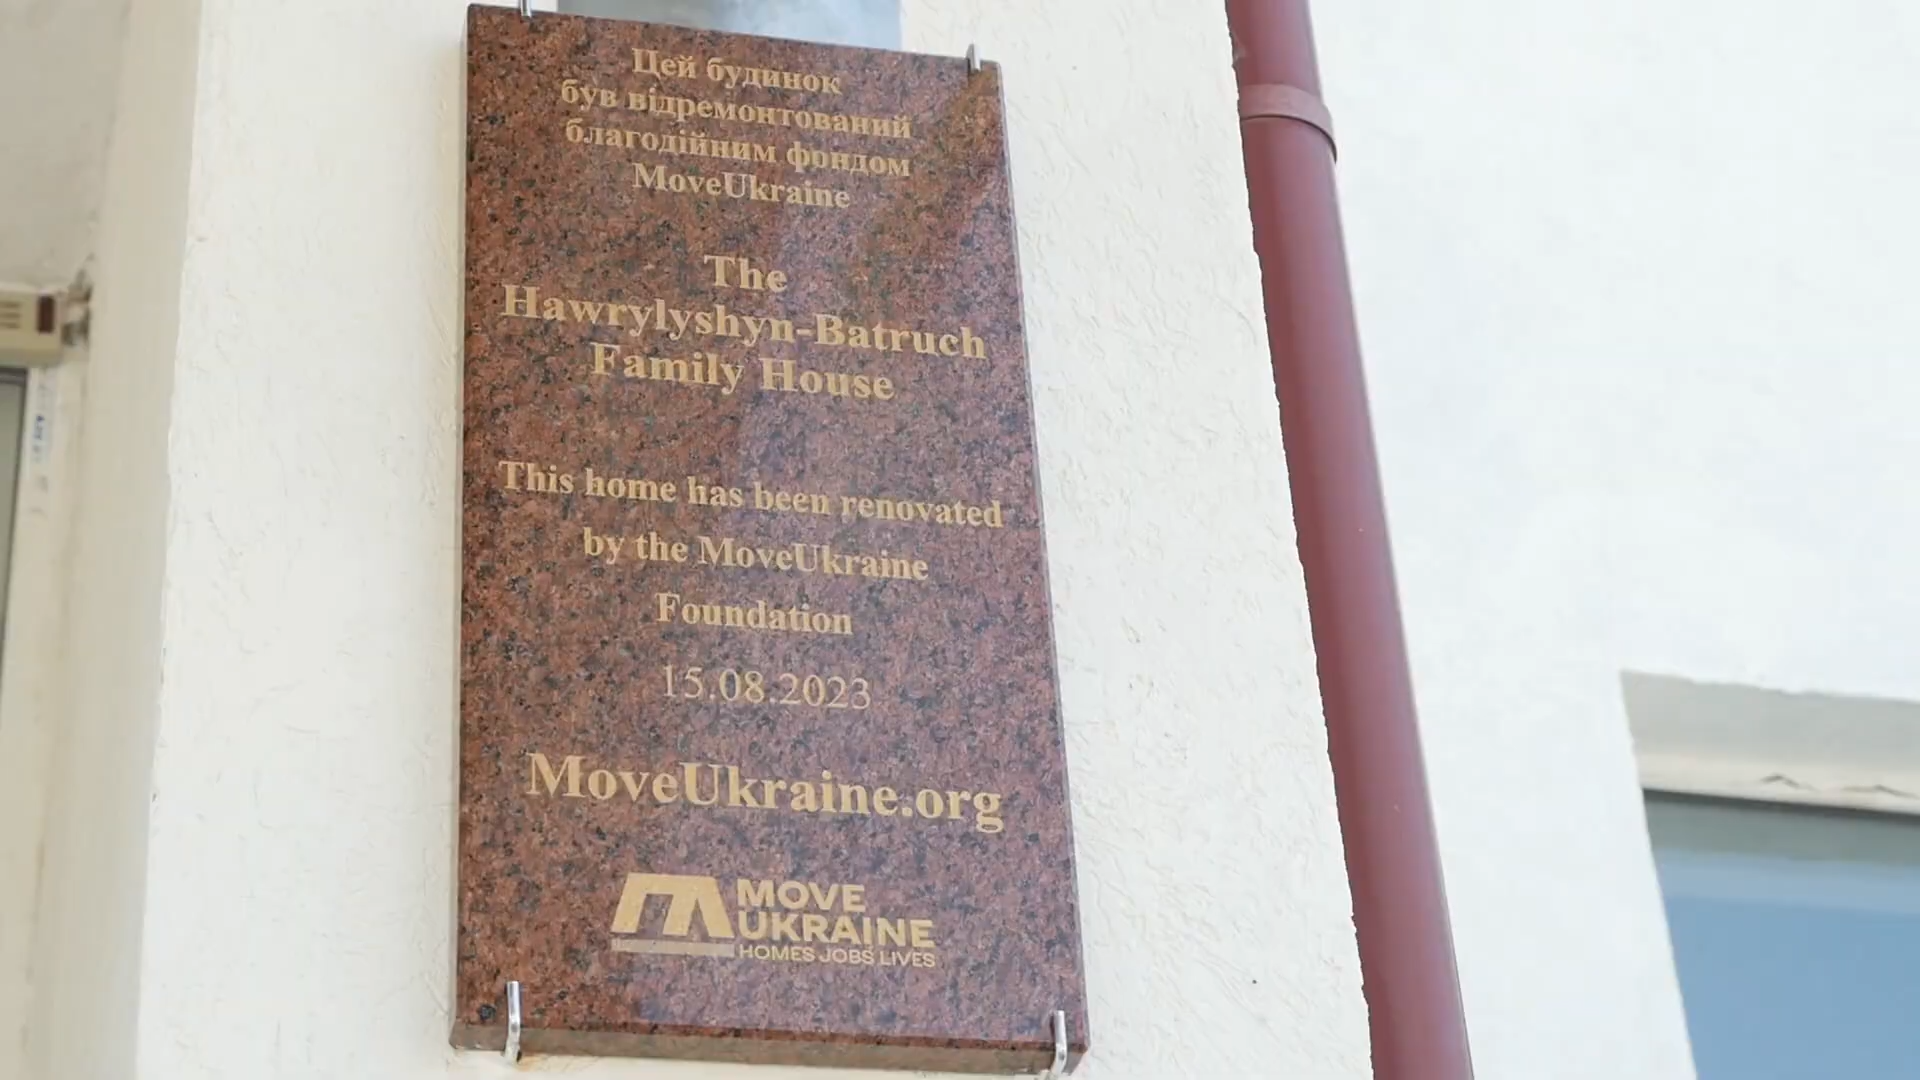 Цей будинок
був відремонтований
благодійним фондом
MoveUkraine
The
Hawrylyshyn-Batruch
Family House
This home has been renovated
by the MoveUkraine
Foundation
15.08.2023
MoveUkraine.org
MOVE
UKRAINE
HOMES JOBS LIVES